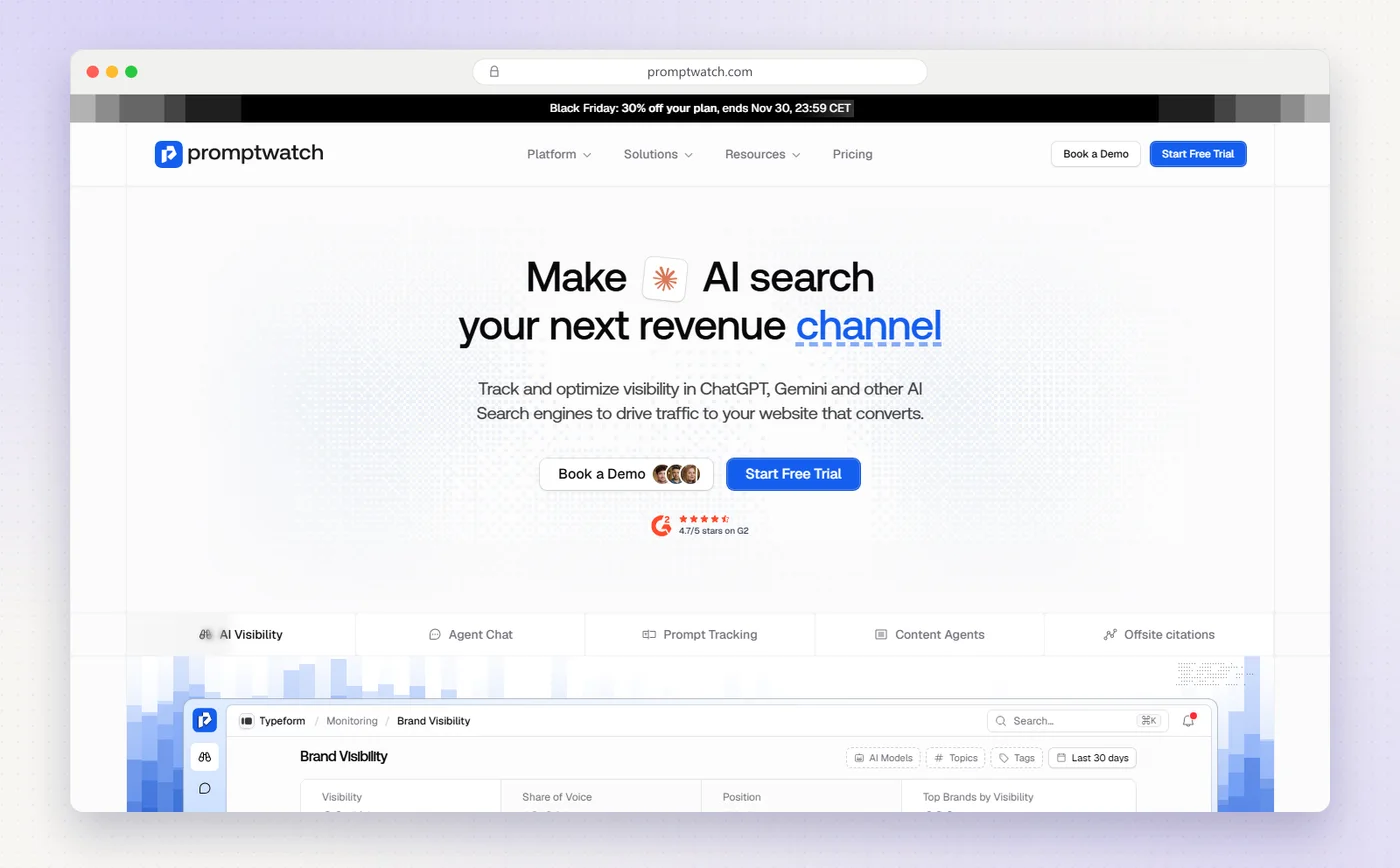 promptwatch.com
Black Friday: 30% off your plan, ends Nov 30, 23:59 CET
promptwatch
Platform
Solutions
Resources
Pricing
Book a Demo
Start Free Trial
Make AI search
your next revenue channel
Track and optimize visibility in ChatGPT, Gemini and other AI
Search engines to drive traffic to your website that converts.
Book a Demo
Start Free Trial
4.7/5 stars on G2
AI Visibility
Agent Chat
Prompt Tracking
Content Agents
Offsite citations
Typeform / Monitoring / Brand Visibility
Search...
⌘K
Brand Visibility
AI Models
# Topics
Tags
Last 30 days
Visibility
Share of Voice
Position
Top Brands by Visibility